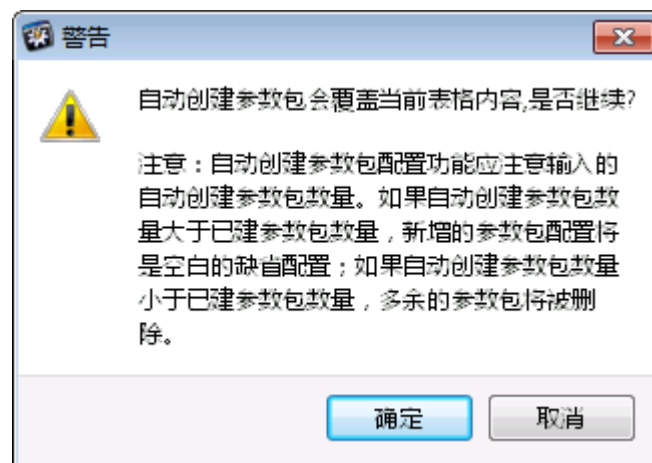 警告
自动创建参数包会覆盖当前表格内容,是否继续?
注意：自动创建参数包配置功能应注意输入的
自动创建参数包数量。如果自动创建参数包数
量大于已建参数包数量，新增的参数包配置将
是空白的缺省配置；如果自动创建参数包数量
小于已建参数包数量，多余的参数包将被删
除。
确定
取消